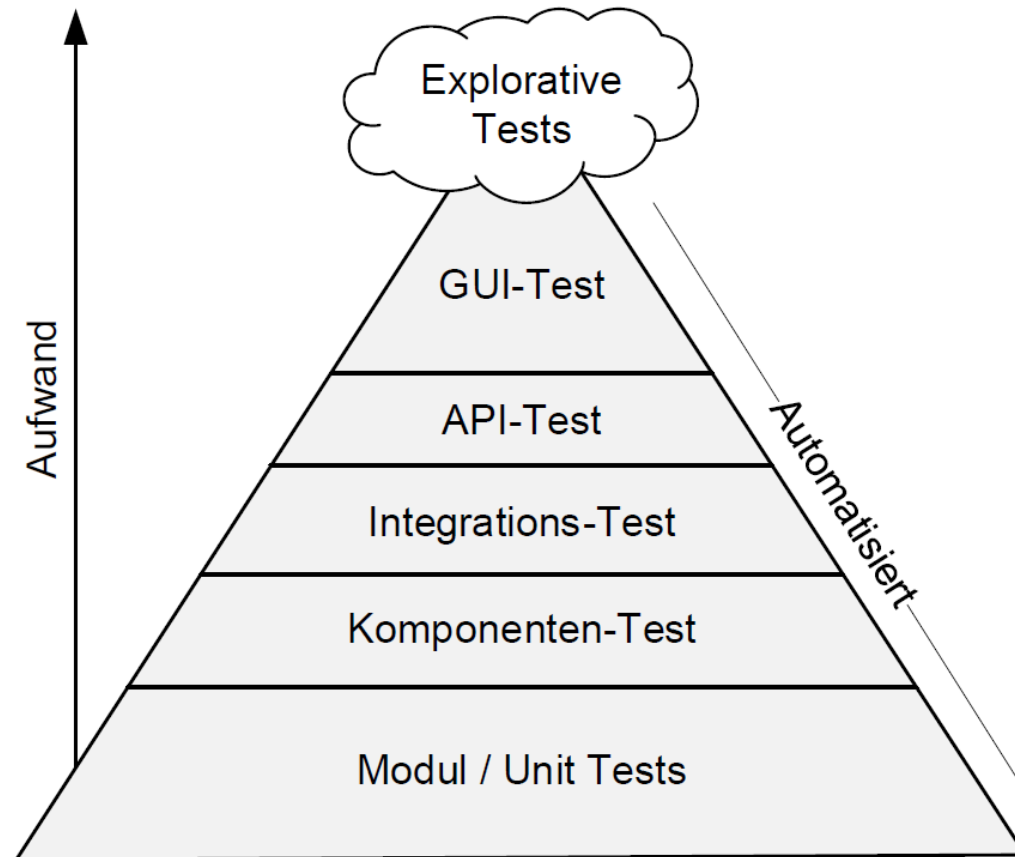 Explorative
Tests
GUI-Test
API-Test
Integrations-Test
Komponenten-Test
Modul / Unit Tests
Aufwand
Automatisiert